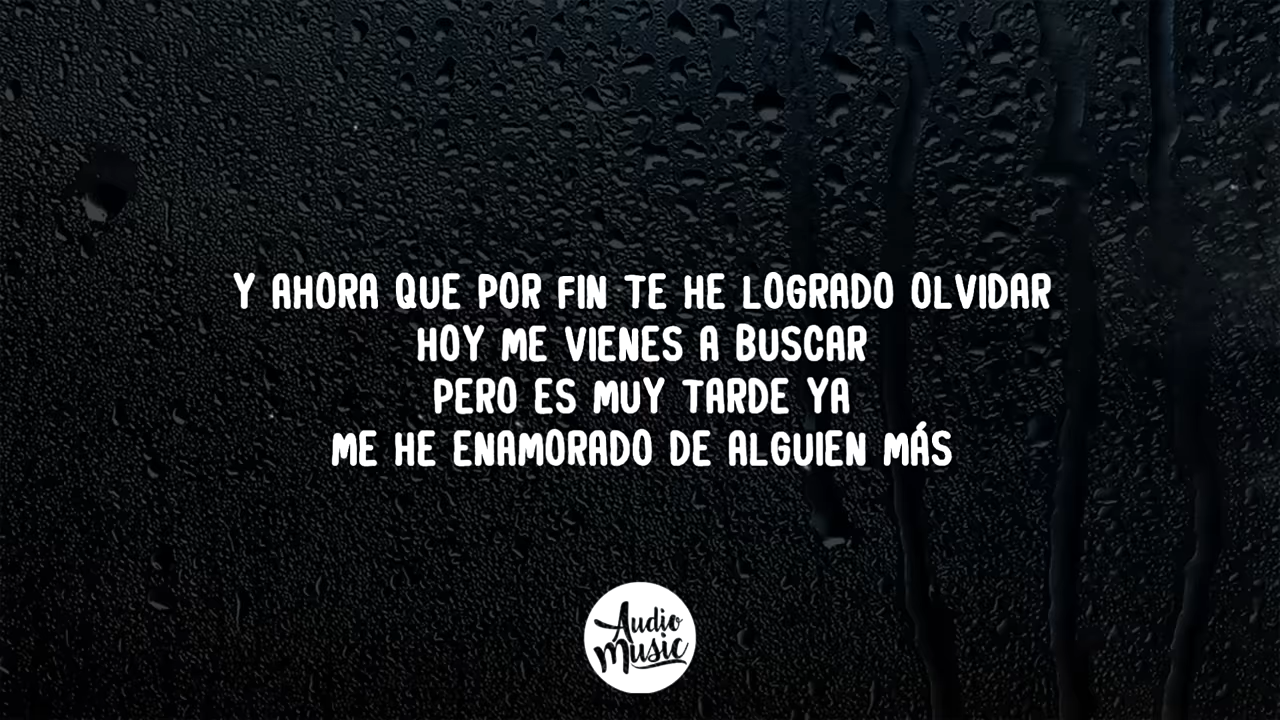 Y AHORA QUE POR FIN TE HE LOGRADO OLVIDAR
HOY ME VIENES A BUSCAR
PERO ES MUY TARDE YA
ME HE ENAMORADO DE ALGUIEN MÁS
Audio
Music